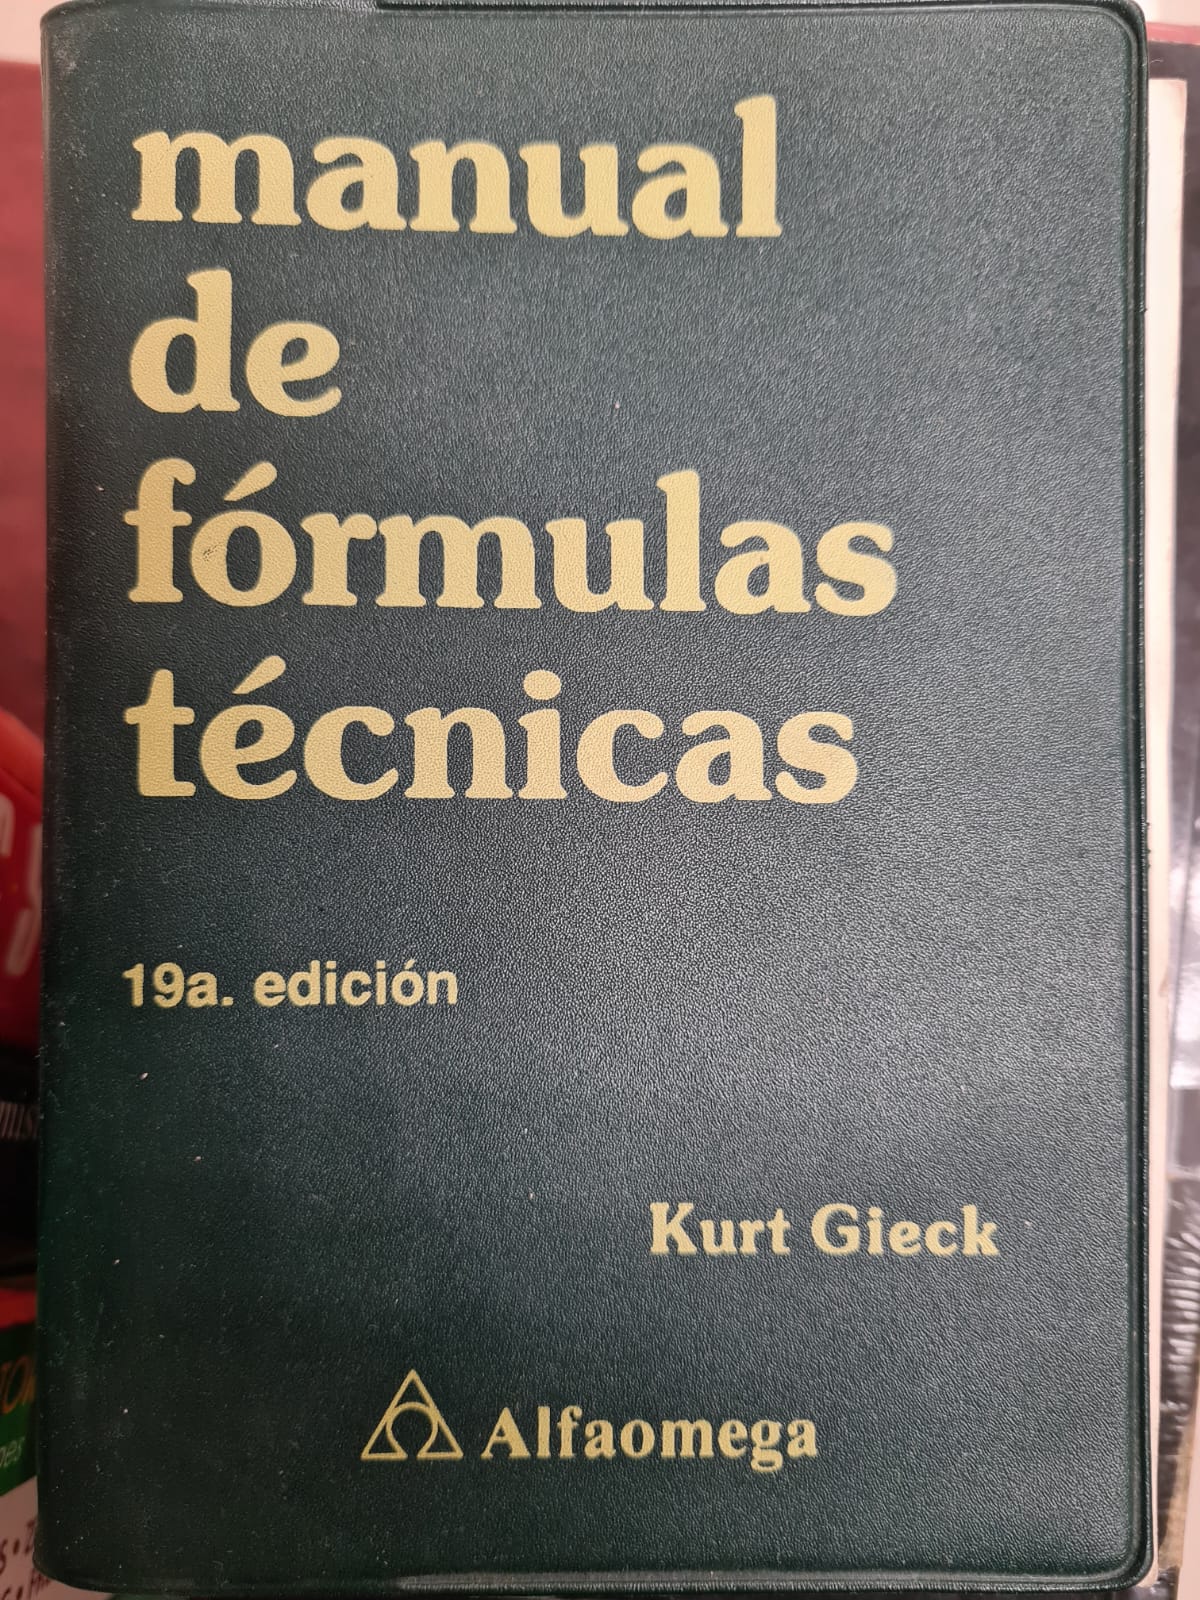 manual
de
fórmulas
técnicas
19a. edición
Kurt Gieck
Alfaomega